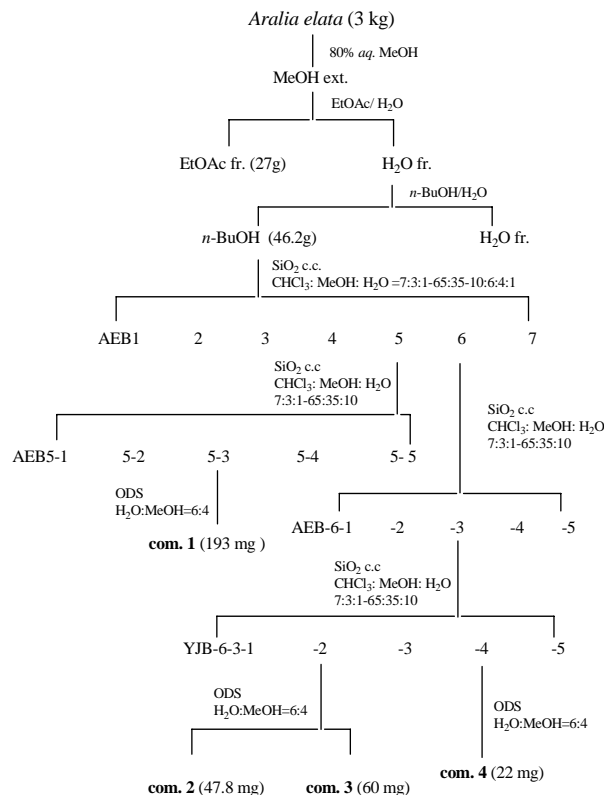 Aralia elata (3 kg)
80% aq. MeOH
MeOH ext.
EtOAc/ H2O
EtOAc fr. (27g) H2O fr.
n-BuOH/H2O
n-BuOH (46.2g) H2O fr.
SiO2 c.c.
CHCl3: MeOH: H2O =7:3:1-65:35-10:6:4:1
AEB1 2 3 4 5 6 7
SiO2 c.c
CHCl3: MeOH: H2O
7:3:1-65:35:10
SiO2 c.c
CHCl3: MeOH: H2O
7:3:1-65:35:10
AEB5-1 5-2 5-3 5-4 5- 5
ODS
H2O:MeOH=6:4
com. 1 (193 mg )
AEB-6-1 -2 -3 -4 -5
SiO2 c.c
CHCl3: MeOH: H2O
7:3:1-65:35:10
YJB-6-3-1 -2 -3 -4 -5
ODS
H2O:MeOH=6:4
ODS
H2O:MeOH=6:4
com. 2 (47.8 mg) com. 3 (60 mg) com. 4 (22 mg)